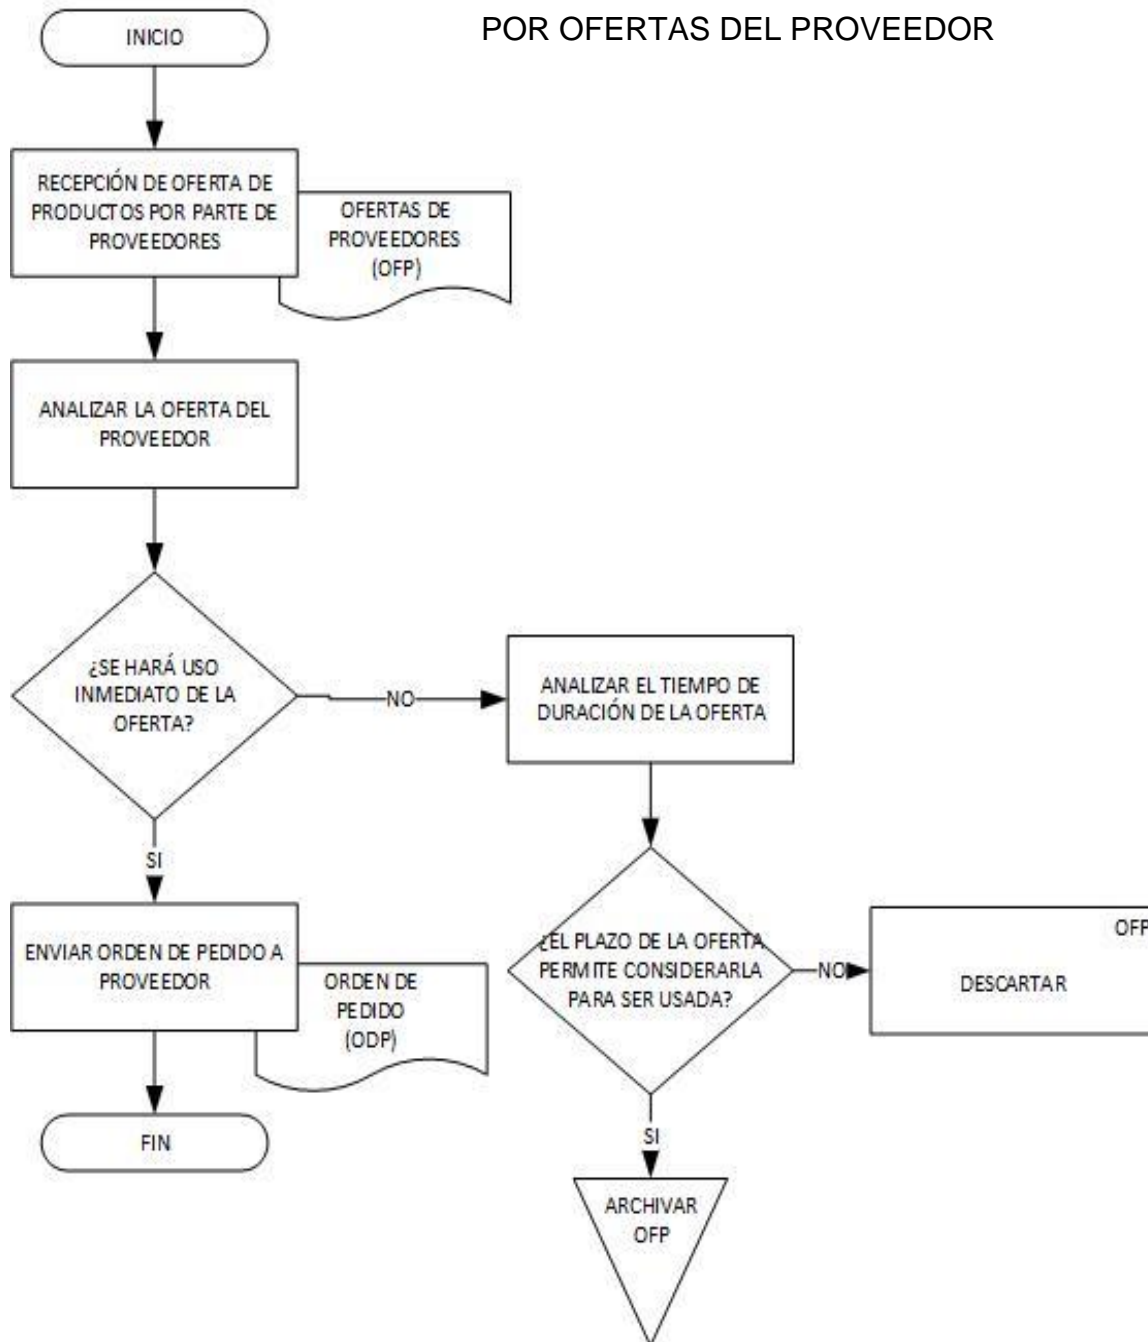 POR OFERTAS DEL PROVEEDOR
INICIO
RECEPCIÓN DE OFERTA DE
PRODUCTOS POR PARTE DE
PROVEEDORES
OFERTAS DE
PROVEEDORES
(OFP)
ANALIZAR LA OFERTA DEL
PROVEEDOR
¿SE HARÁ USO
INMEDIATO DE LA
OFERTA?
NO
ANALIZAR EL TIEMPO DE
DURACIÓN DE LA OFERTA
SI
ENVIAR ORDEN DE PEDIDO A
PROVEEDOR
ORDEN DE
PEDIDO
(ODP)
FIN
¿EL PLAZO DE LA OFERTA
PERMITE CONSIDERARLA
PARA SER USADA?
NO
OFP
DESCARTAR
SI
ARCHIVAR
OFP